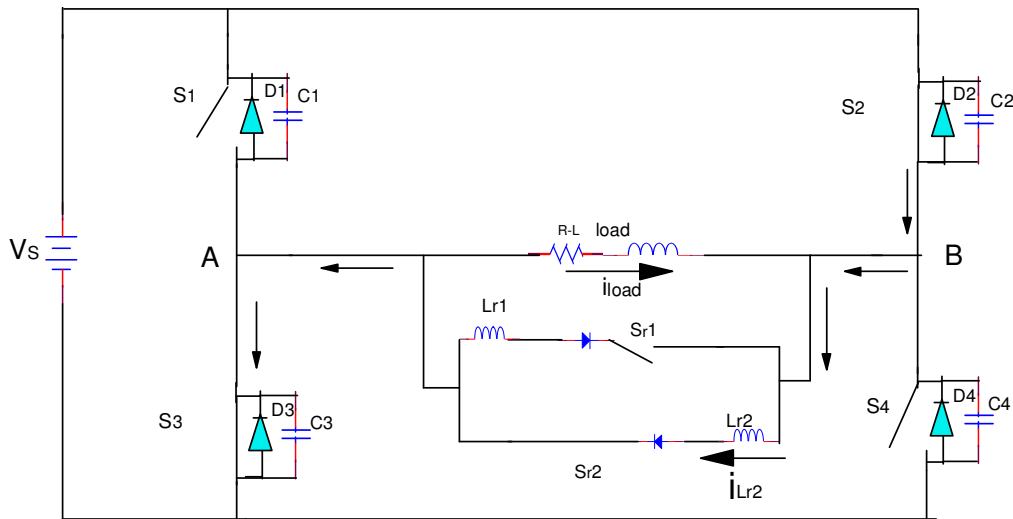 S1
D1
C1
S2
D2
C2
Vs
A
R-L
load
iload
B
Lr1
Sr1
S3
D3
C3
Sr2
Lr2
iLr2
S4
D4
C4